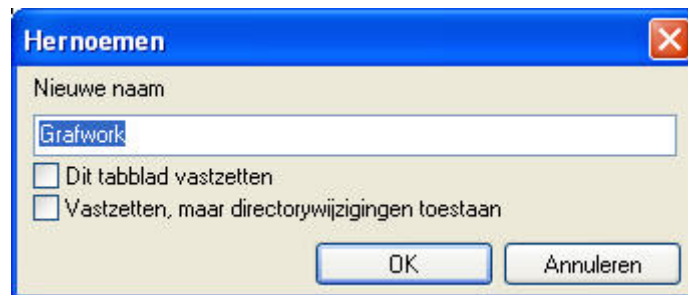 Hernoemen
Nieuwe naam
Grafwork
Dit tabblad vastzetten
Vastzetten, maar directorywijzigingen toestaan
OK Annuleren